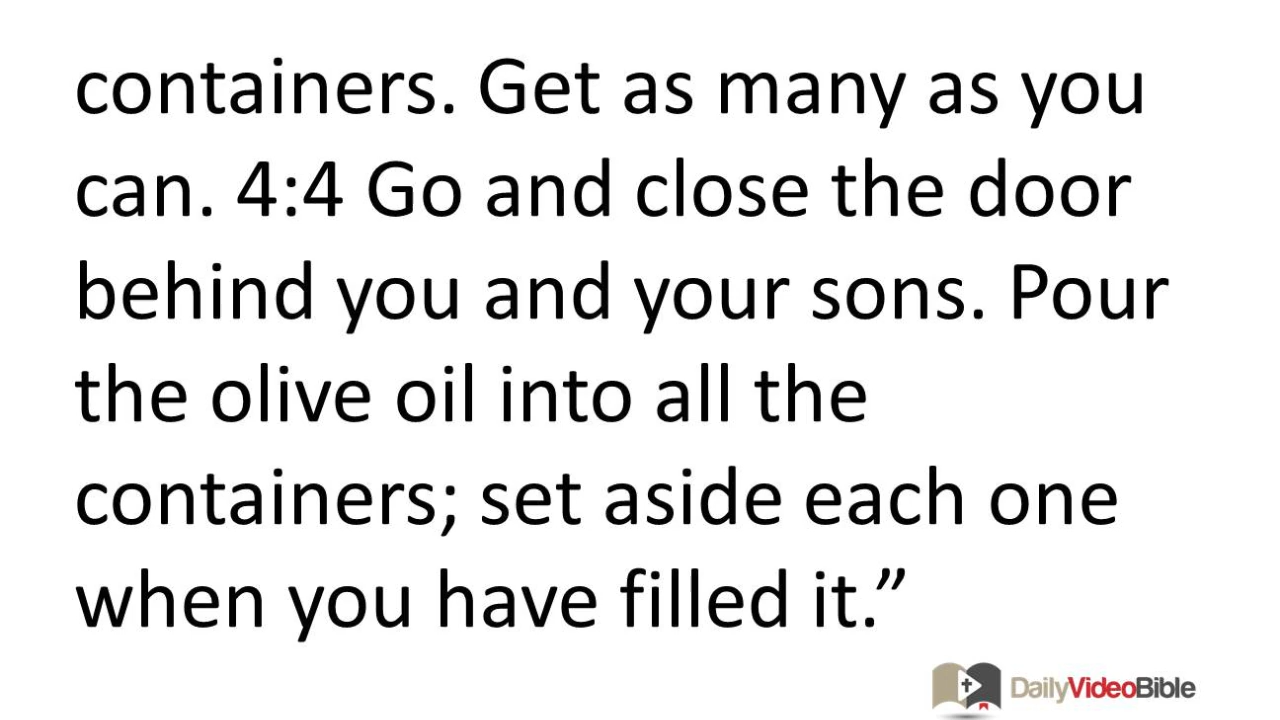 containers. Get as many as you
can. 4:4 Go and close the door
behind you and your sons. Pour
the olive oil into all the
containers; set aside each one
when you have filled it.”
DailyVideoBible